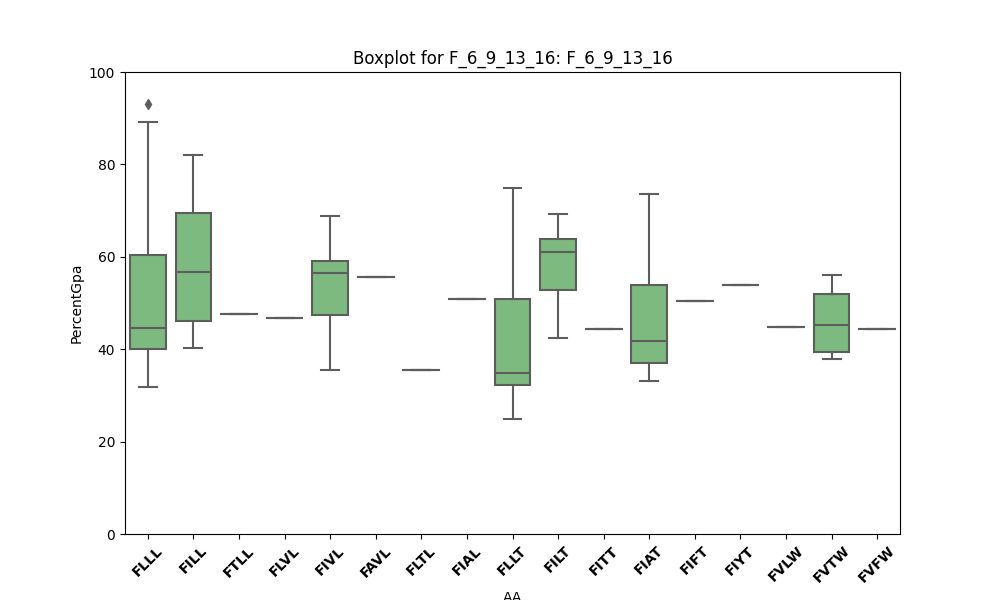 Boxplot for F_6_9_13_16: F_6_9_13_16
100
80
60
40
20
0
PercentGpa
FLLL
FILL
FTLL
FLVL
FIVL
FAVL
FLTL
FIAL
FLLT
FILT
FITT
FIAT
FIFT
FIYT
FVLW
FVTW
FVFW
AA